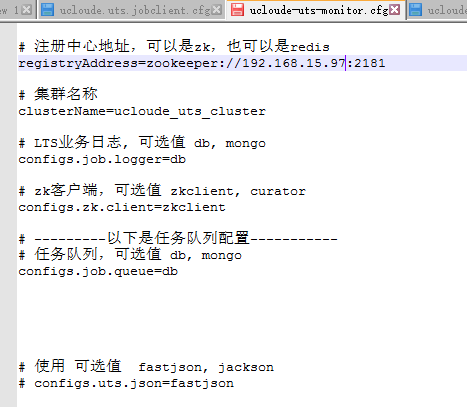 ucloude.uts.jobclient.cfg
ucloude-uts-monitor.cfg
# 注册中心地址，可以是zk，也可以是redis
registryAddress=zookeeper://192.168.15.97:2181
# 集群名称
clusterName=ucloude_uts_cluster
# LTS业务日志, 可选值 db, mongo
configs.job.logger=db
# zk客户端，可选值 zkclient, curator
configs.zk.client=zkclient
# ---------以下是任务队列配置-----------
# 任务队列，可选值 db, mongo
configs.job.queue=db
# 使用 可选值  fastjson, jackson
# configs.uts.json=fastjson